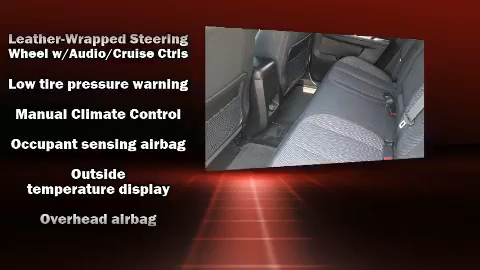 Leather-Wrapped Steering
Wheel w/Audio/Cruise Ctrls
Low tire pressure warning
Manual Climate Control
Occupant sensing airbag
Outside
temperature display
Overhead airbag